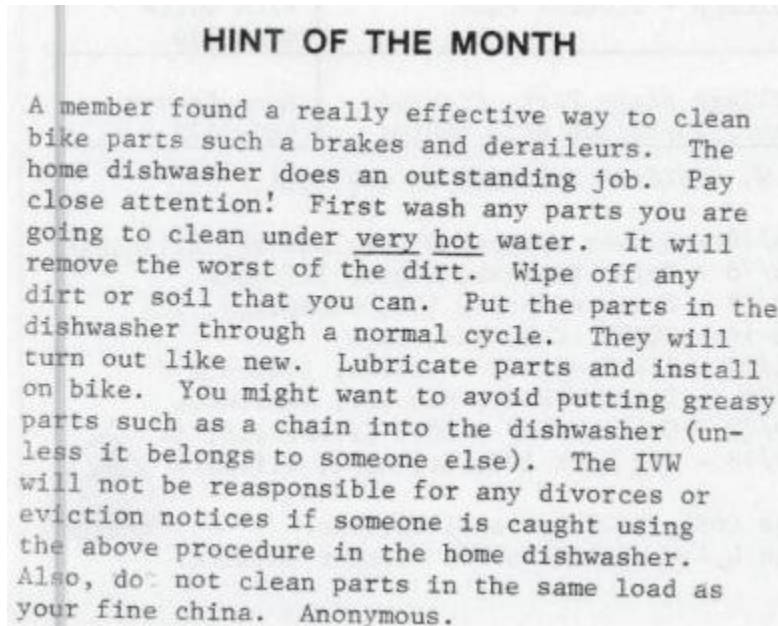 HINT OF THE MONTH
A member found a really effective way to clean
bike parts such a brakes and deraileurs. The
home dishwasher does an outstanding job. Pay
close attention! First wash any parts you are
going to clean under very hot water. It will
remove the worst of the dirt. Wipe off any
dirt or soil that you can. Put the parts in the
dishwasher through a normal cycle. They will
turn out like new. Lubricate parts and install
on bike. You might want to avoid putting greasy
parts such as a chain into the dishwasher (un-
less it belongs to someone else). The IVW
will not be reasponsible for any divorces or
eviction notices if someone is caught using
the above procedure in the home dishwasher.
Also, do not clean parts in the same load as
your fine china. Anonymous.